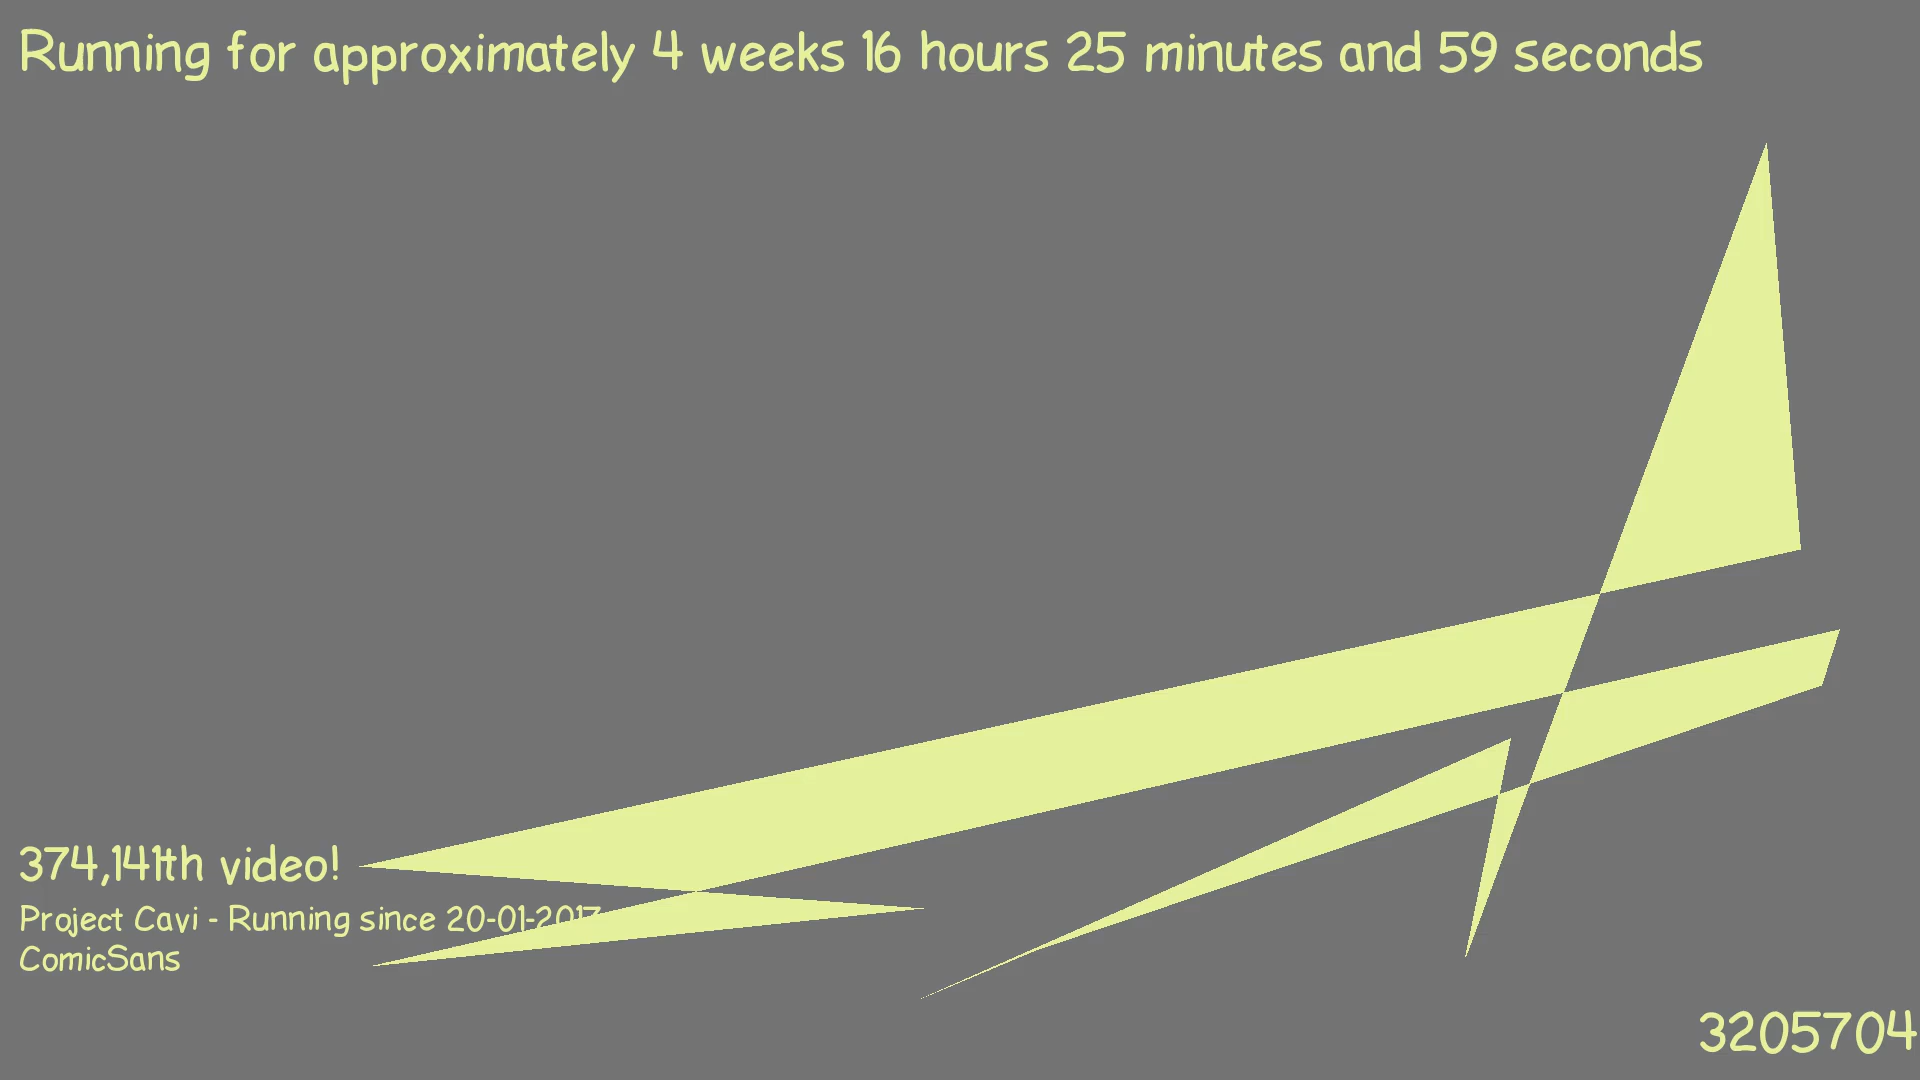 Running for approximately 4 weeks 16 hours 25 minutes and 59 seconds
374,141th video!
Project Cavi - Running since 20-01-2017
ComicSans
3205704